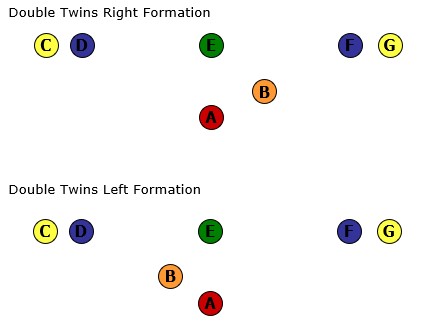 Double Twins Right Formation
C D E F G
B
A
Double Twins Left Formation
C D E F G
B
A